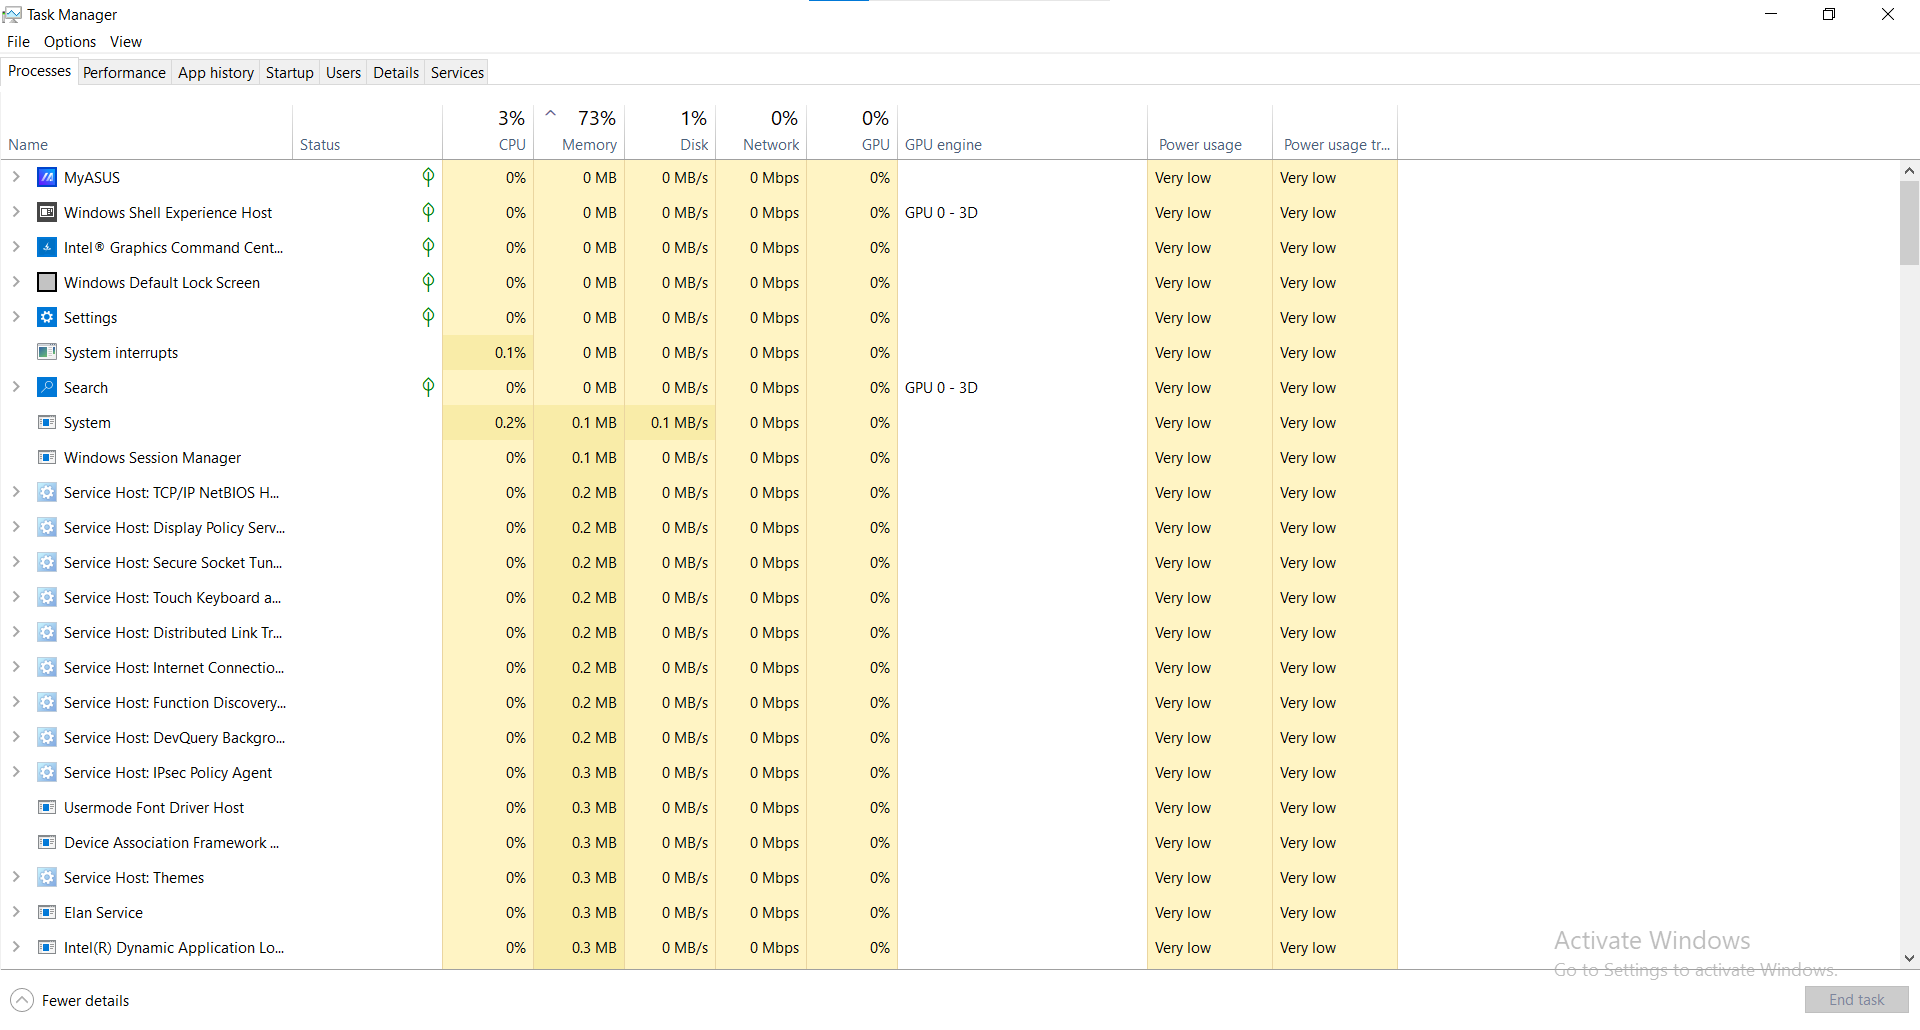 Task Manager
File Options View
Processes Performance App history Startup Users Details Services
3% 73% 1% 0% 0%
Name Status CPU Memory Disk Network GPU GPU engine Power usage Power usage tr...
MyASUS 0% 0 MB 0 MB/s 0 Mbps 0% Very low Very low
Windows Shell Experience Host 0% 0 MB 0 MB/s 0 Mbps 0% GPU 0 - 3D Very low Very low
Intel® Graphics Command Cent... 0% 0 MB 0 MB/s 0 Mbps 0% Very low Very low
Windows Default Lock Screen 0% 0 MB 0 MB/s 0 Mbps 0% Very low Very low
Settings 0% 0 MB 0 MB/s 0 Mbps 0% Very low Very low
System interrupts 0.1% 0 MB 0 MB/s 0 Mbps 0% Very low Very low
Search 0% 0 MB 0 MB/s 0 Mbps 0% GPU 0 - 3D Very low Very low
System 0.2% 0.1 MB 0.1 MB/s 0 Mbps 0% Very low Very low
Windows Session Manager 0% 0.1 MB 0 MB/s 0 Mbps 0% Very low Very low
Service Host: TCP/IP NetBIOS H... 0% 0.2 MB 0 MB/s 0 Mbps 0% Very low Very low
Service Host: Display Policy Serv... 0% 0.2 MB 0 MB/s 0 Mbps 0% Very low Very low
Service Host: Secure Socket Tun... 0% 0.2 MB 0 MB/s 0 Mbps 0% Very low Very low
Service Host: Touch Keyboard a... 0% 0.2 MB 0 MB/s 0 Mbps 0% Very low Very low
Service Host: Distributed Link Tr... 0% 0.2 MB 0 MB/s 0 Mbps 0% Very low Very low
Service Host: Internet Connectio... 0% 0.2 MB 0 MB/s 0 Mbps 0% Very low Very low
Service Host: Function Discovery... 0% 0.2 MB 0 MB/s 0 Mbps 0% Very low Very low
Service Host: DevQuery Backgro... 0% 0.2 MB 0 MB/s 0 Mbps 0% Very low Very low
Service Host: IPsec Policy Agent 0% 0.3 MB 0 MB/s 0 Mbps 0% Very low Very low
Usermode Font Driver Host 0% 0.3 MB 0 MB/s 0 Mbps 0% Very low Very low
Device Association Framework ... 0% 0.3 MB 0 MB/s 0 Mbps 0% Very low Very low
Service Host: Themes 0% 0.3 MB 0 MB/s 0 Mbps 0% Very low Very low
Elan Service 0% 0.3 MB 0 MB/s 0 Mbps 0% Very low Very low
Intel(R) Dynamic Application Lo... 0% 0.3 MB 0 MB/s 0 Mbps 0% Very low Very low
Activate Windows
Go to Settings to activate Windows.
Fewer details
End task